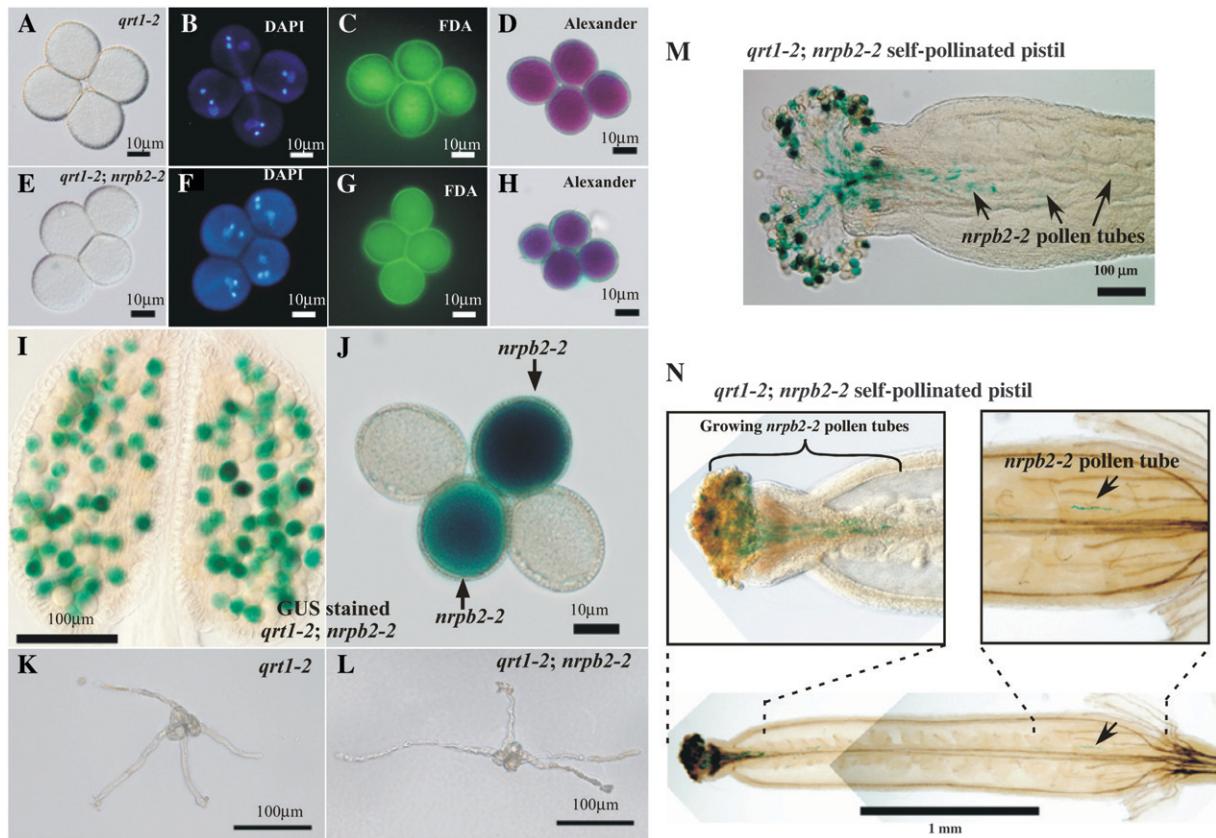 A
qrt1-2
10μm
B
DAPI
10μm
C
FDA
10μm
D
Alexander
10μm
E
qrt1-2; nrpb2-2
10μm
F
DAPI
10μm
G
FDA
10μm
H
Alexander
10μm
I
GUS stained
qrt1-2; nrpb2-2
100μm
J
nrpb2-2
nrpb2-2
10μm
K
qrt1-2
100μm
L
qrt1-2; nrpb2-2
100μm
M
qrt1-2; nrpb2-2 self-pollinated pistil
nrpb2-2 pollen tubes
100 μm
N
qrt1-2; nrpb2-2 self-pollinated pistil
Growing nrpb2-2 pollen tubes
nrpb2-2
pollen tube
1 mm